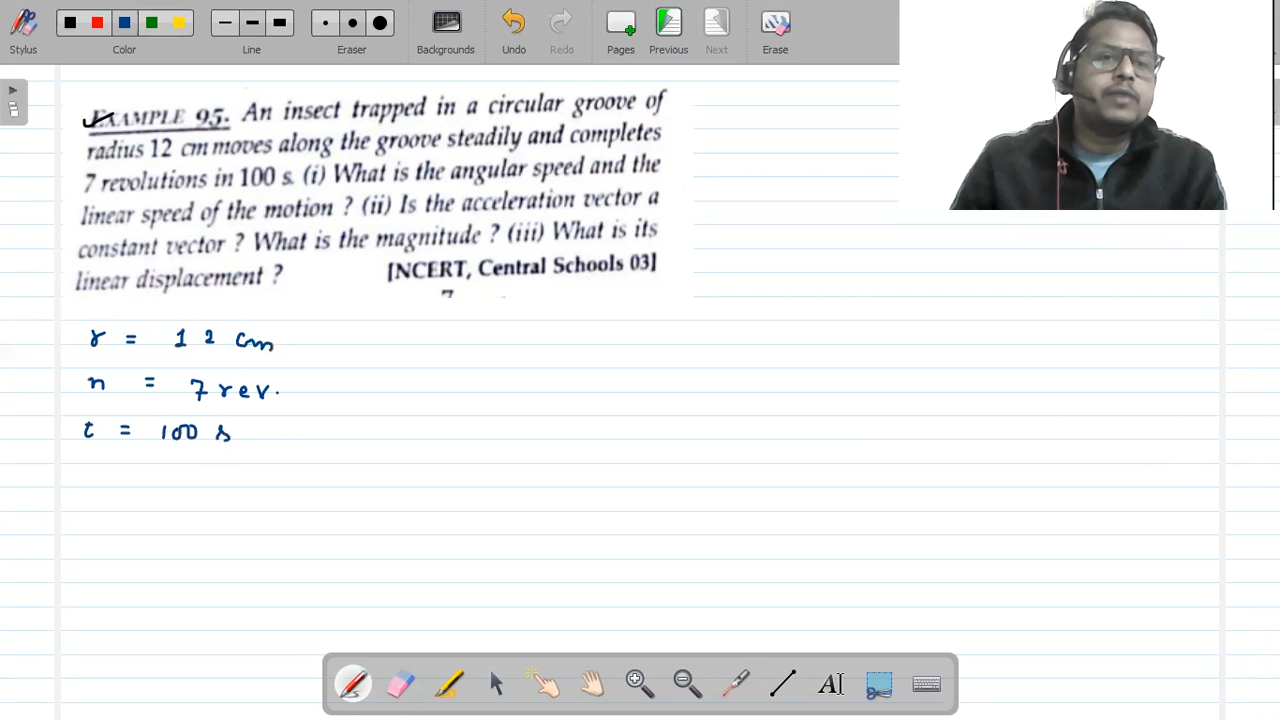 Stylus
Color
Line
Eraser
Backgrounds
Undo
Redo
Pages
Previous
Next
Erase
EXAMPLE 95. An insect trapped in a circular groove of
radius 12 cm moves along the groove steadily and completes
7 revolutions in 100 s. (i) What is the angular speed and the
linear speed of the motion ? (ii) Is the acceleration vector a
constant vector ? What is the magnitude ? (iii) What is its
linear displacement ?
[NCERT, Central Schools 03]
r = 12 cm
n = 7 rev.
t = 100 s